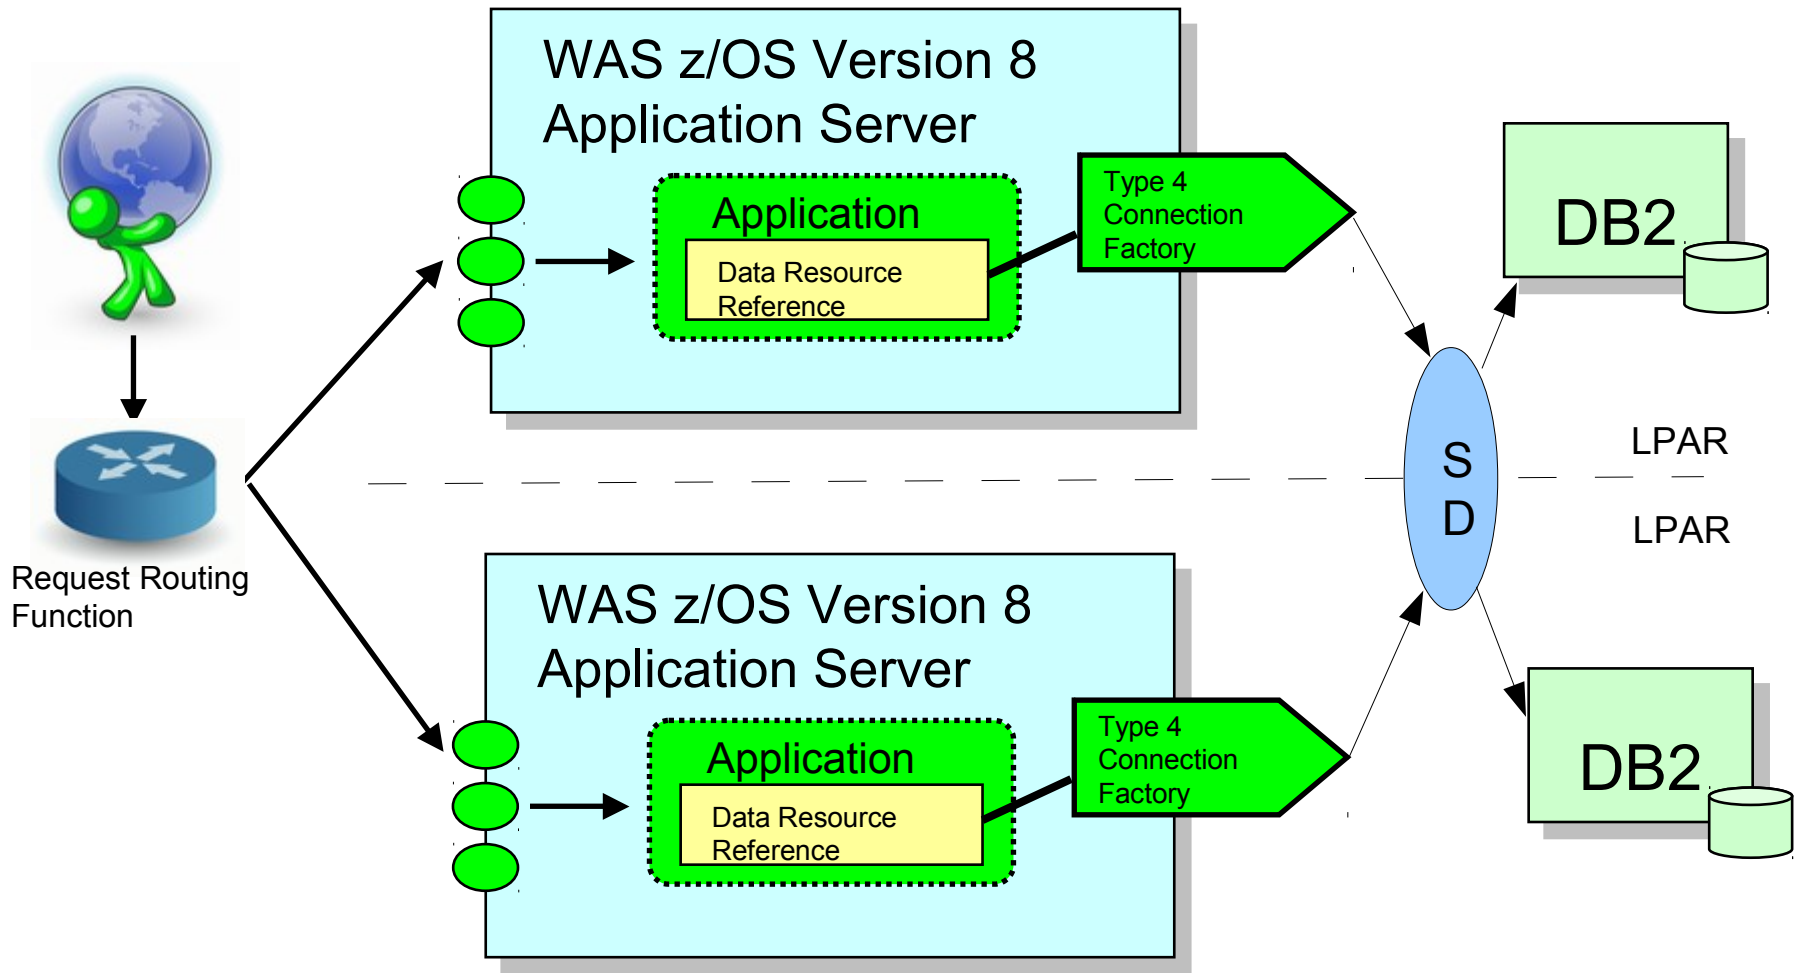 WAS z/OS Version 8
Application Server
Application
Data Resource
Reference
Type 4
Connection
Factory
DB2
S
D
LPAR
LPAR
Request Routing
Function
WAS z/OS Version 8
Application Server
Application
Data Resource
Reference
Type 4
Connection
Factory
DB2